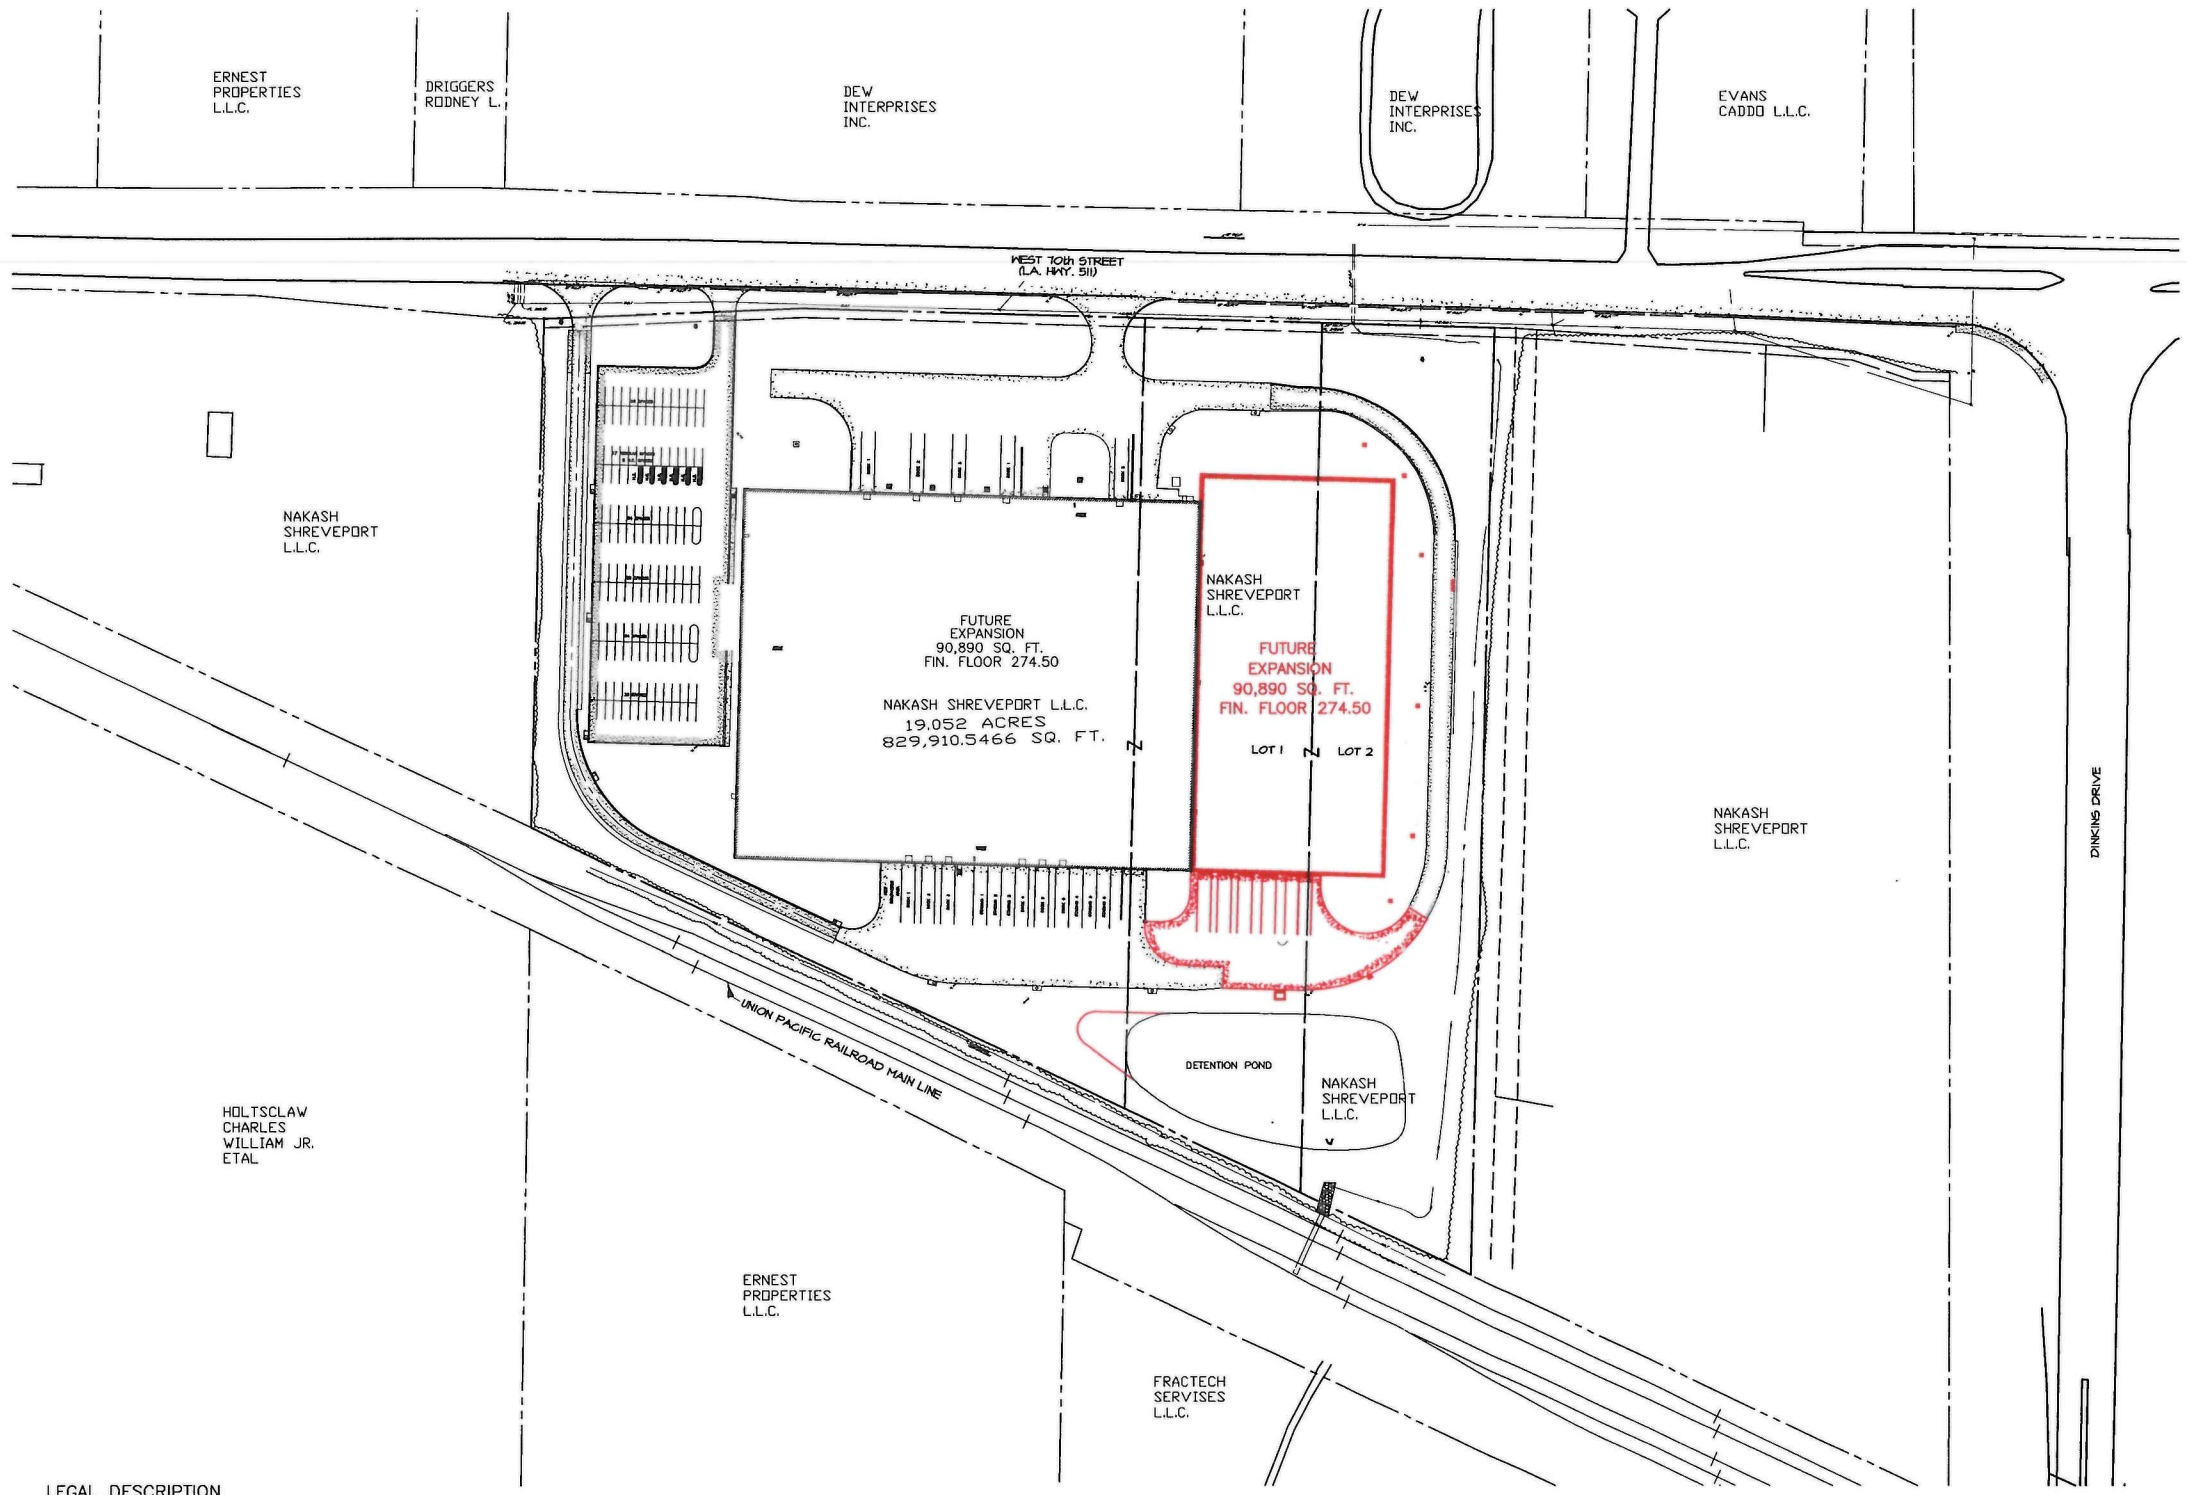 ERNEST
PROPERTIES
L.L.C.
DRIGGERS
RODNEY L.
DEW
INTERPRISES
INC.
DEW
INTERPRISES
INC.
EVANS
CADDO L.L.C.
WEST 70th STREET
(LA. HWY. 511)
NAKASH
SHREVEPORT
L.L.C.
FUTURE
EXPANSION
90,890 SQ. FT.
FIN. FLOOR 274.50
NAKASH SHREVEPORT L.L.C.
19.052 ACRES
829,910.5466 SQ. FT.
NAKASH
SHREVEPORT
L.L.C.
FUTURE
EXPANSION
90,890 SQ. FT.
FIN. FLOOR 274.50
LOT 1
LOT 2
NAKASH
SHREVEPORT
L.L.C.
DINKINS DRIVE
UNION PACIFIC RAILROAD MAIN LINE
DETENTION POND
NAKASH
SHREVEPORT
L.L.C.
HOLTSCLAW
CHARLES
WILLIAM JR.
ETAL
ERNEST
PROPERTIES
L.L.C.
FRACTECH
SERVISES
L.L.C.
LEGAL DESCRIPTION